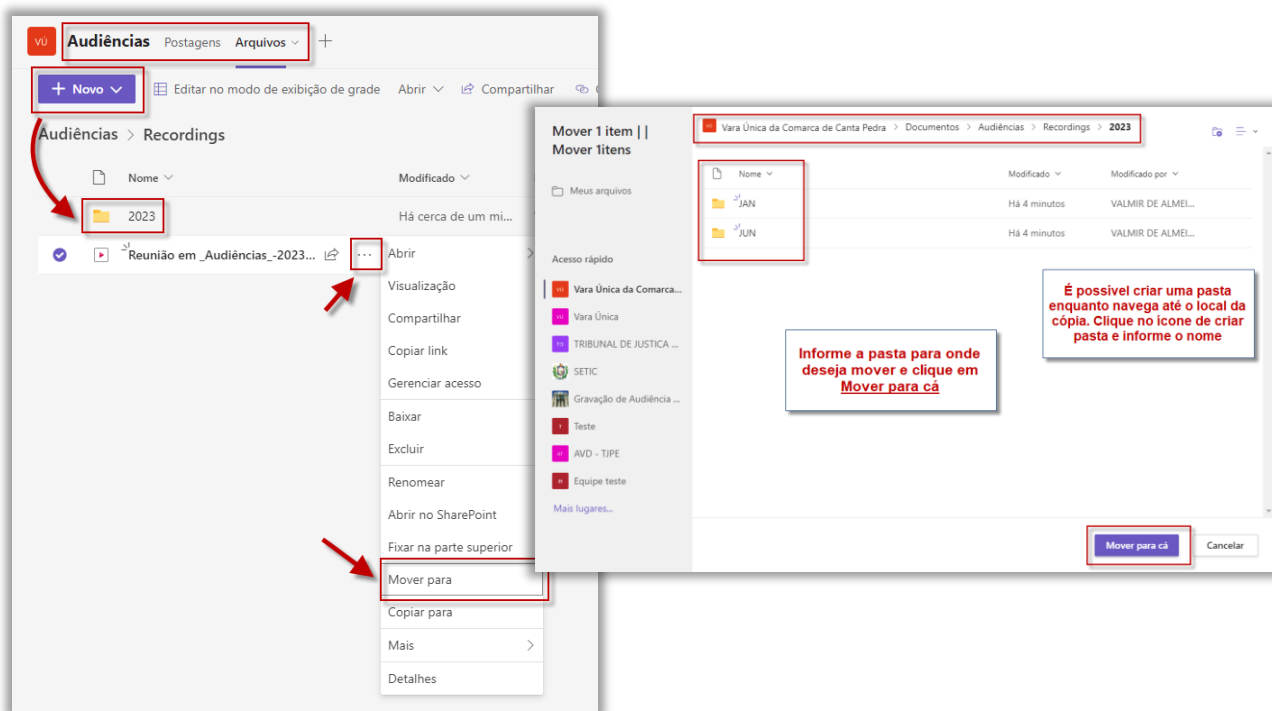 VÚ Audiências Postagens Arquivos
Novo Editar no modo de exibição de grade Abrir Compartilhar
Audiências > Recordings
Nome Modificado
2023 Há cerca de um mi...
Reunião em _Audiências_-2023... ...
Abrir
Visualização
Compartilhar
Copiar link
Gerenciar acesso
Baixar
Excluir
Renomear
Abrir no SharePoint
Fixar na parte superior
Mover para
Copiar para
Mais
Detalhes
Mover 1 item | |
Mover 1itens
Meus arquivos
Acesso rápido
VÚ Vara Única da Comarca...
VÚ Vara Única
TRIBUNAL DE JUSTICA ...
SETIC
Gravação de Audiência ...
T Teste
AT AVD - TJPE
Equipe teste
Mais lugares...
VÚ Vara Única da Comarca de Canta Pedra > Documentos > Audiências > Recordings > 2023
Nome Modificado Modificado por
JAN Há 4 minutos VALMIR DE ALMEI...
JUN Há 4 minutos VALMIR DE ALMEI...
É possivel criar uma pasta
enquanto navega até o local da
cópia. Clique no ícone de criar
pasta e informe o nome
Informe a pasta para onde
deseja mover e clique em
Mover para cá
Mover para cá Cancelar